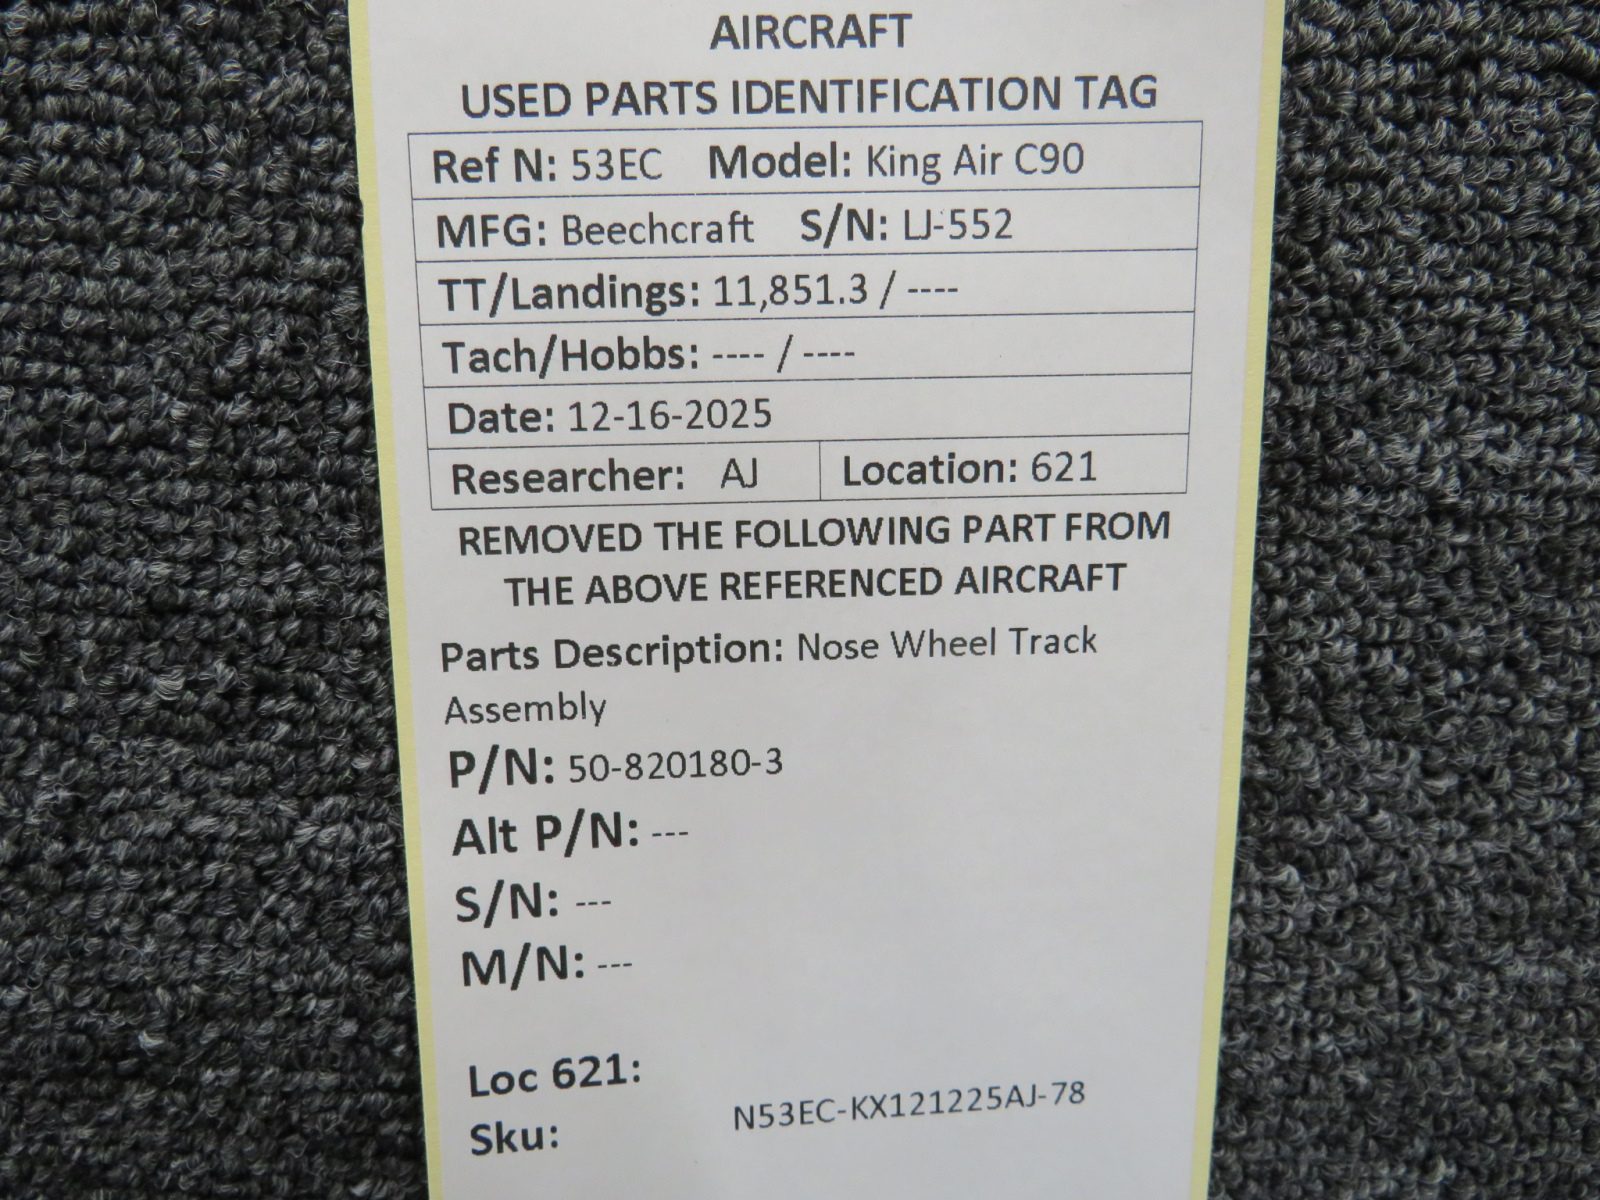 AIRCRAFT
USED PARTS IDENTIFICATION TAG
Ref N: 53EC Model: King Air C90
MFG: Beechcraft S/N: LJ-552
TT/Landings: 11,851.3 / ----
Tach/Hobbs: ---- / ----
Date: 12-16-2025
Researcher: AJ Location: 621
REMOVED THE FOLLOWING PART FROM
THE ABOVE REFERENCED AIRCRAFT
Parts Description: Nose Wheel Track
Assembly
P/N: 50-820180-3
Alt P/N: ---
S/N: ---
M/N: ---
Loc 621:
Sku: N53EC-KX121225AJ-78